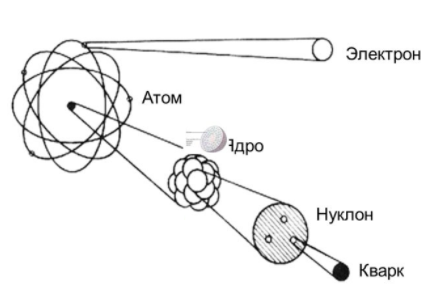 Электрон
Атом
Ядро
Нуклон
Кварк